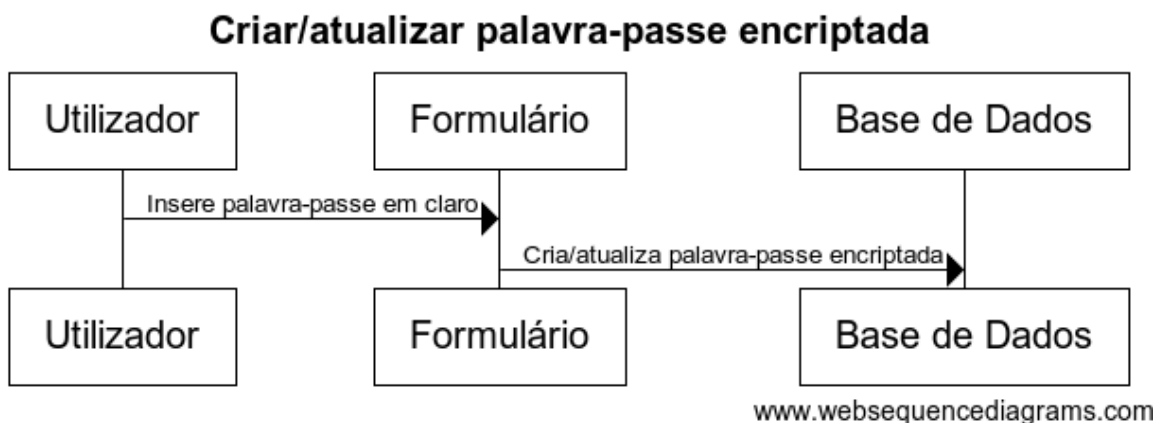 Criar/atualizar palavra-passe encriptada
Utilizador
Formulário
Base de Dados
Insere palavra-passe em claro
Cria/atualiza palavra-passe encriptada
Utilizador
Formulário
Base de Dados
www.websequencediagrams.com